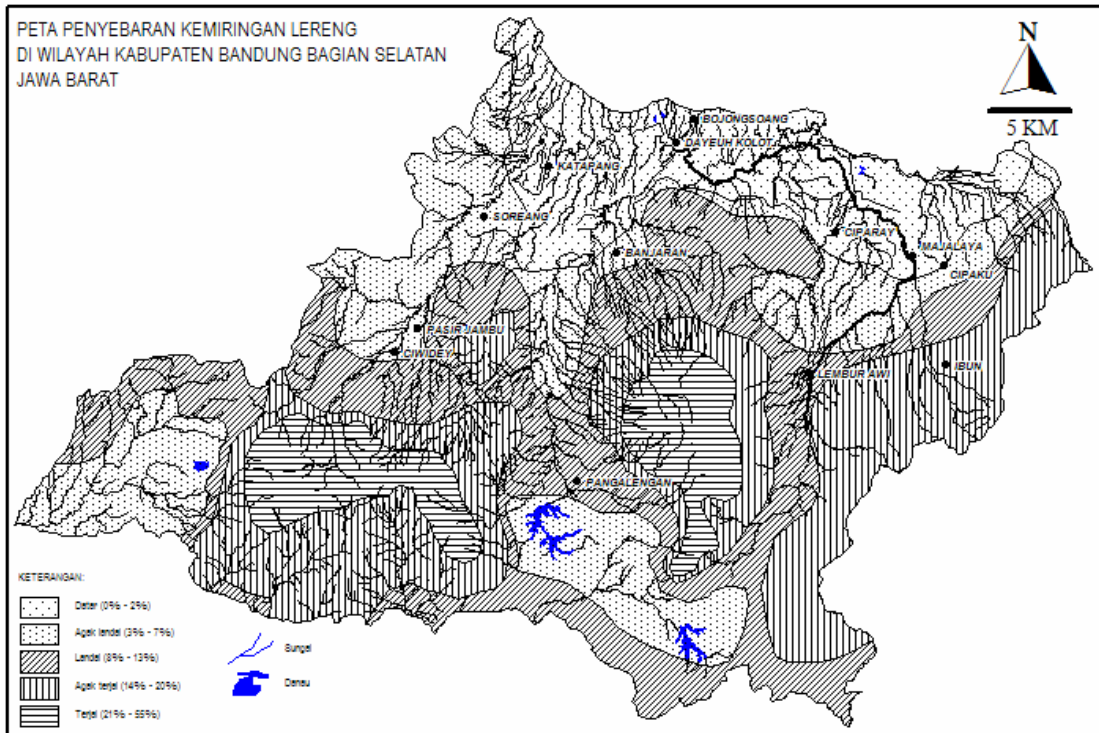 PETA PENYEBARAN KEMIRINGAN LERENG
DI WILAYAH KABUPATEN BANDUNG BAGIAN SELATAN
JAWA BARAT
N
5 KM
BOJONGSOANG
DAYEUH KOLOT
KATAPANG
SOREANG
CIPARAY
BANJARAN
MAJALAYA
CIPAKU
PASIR JAMBU
CIWIDEY
LEMBUR AWI
IBUN
PANGALENGAN
KETERANGAN:
Datar (0% - 2%)
Agak landai (3% - 7%)
Landai (8% - 13%)
Agak terjal (14% - 20%)
Terjal (21% - 55%)
Sungai
Danau